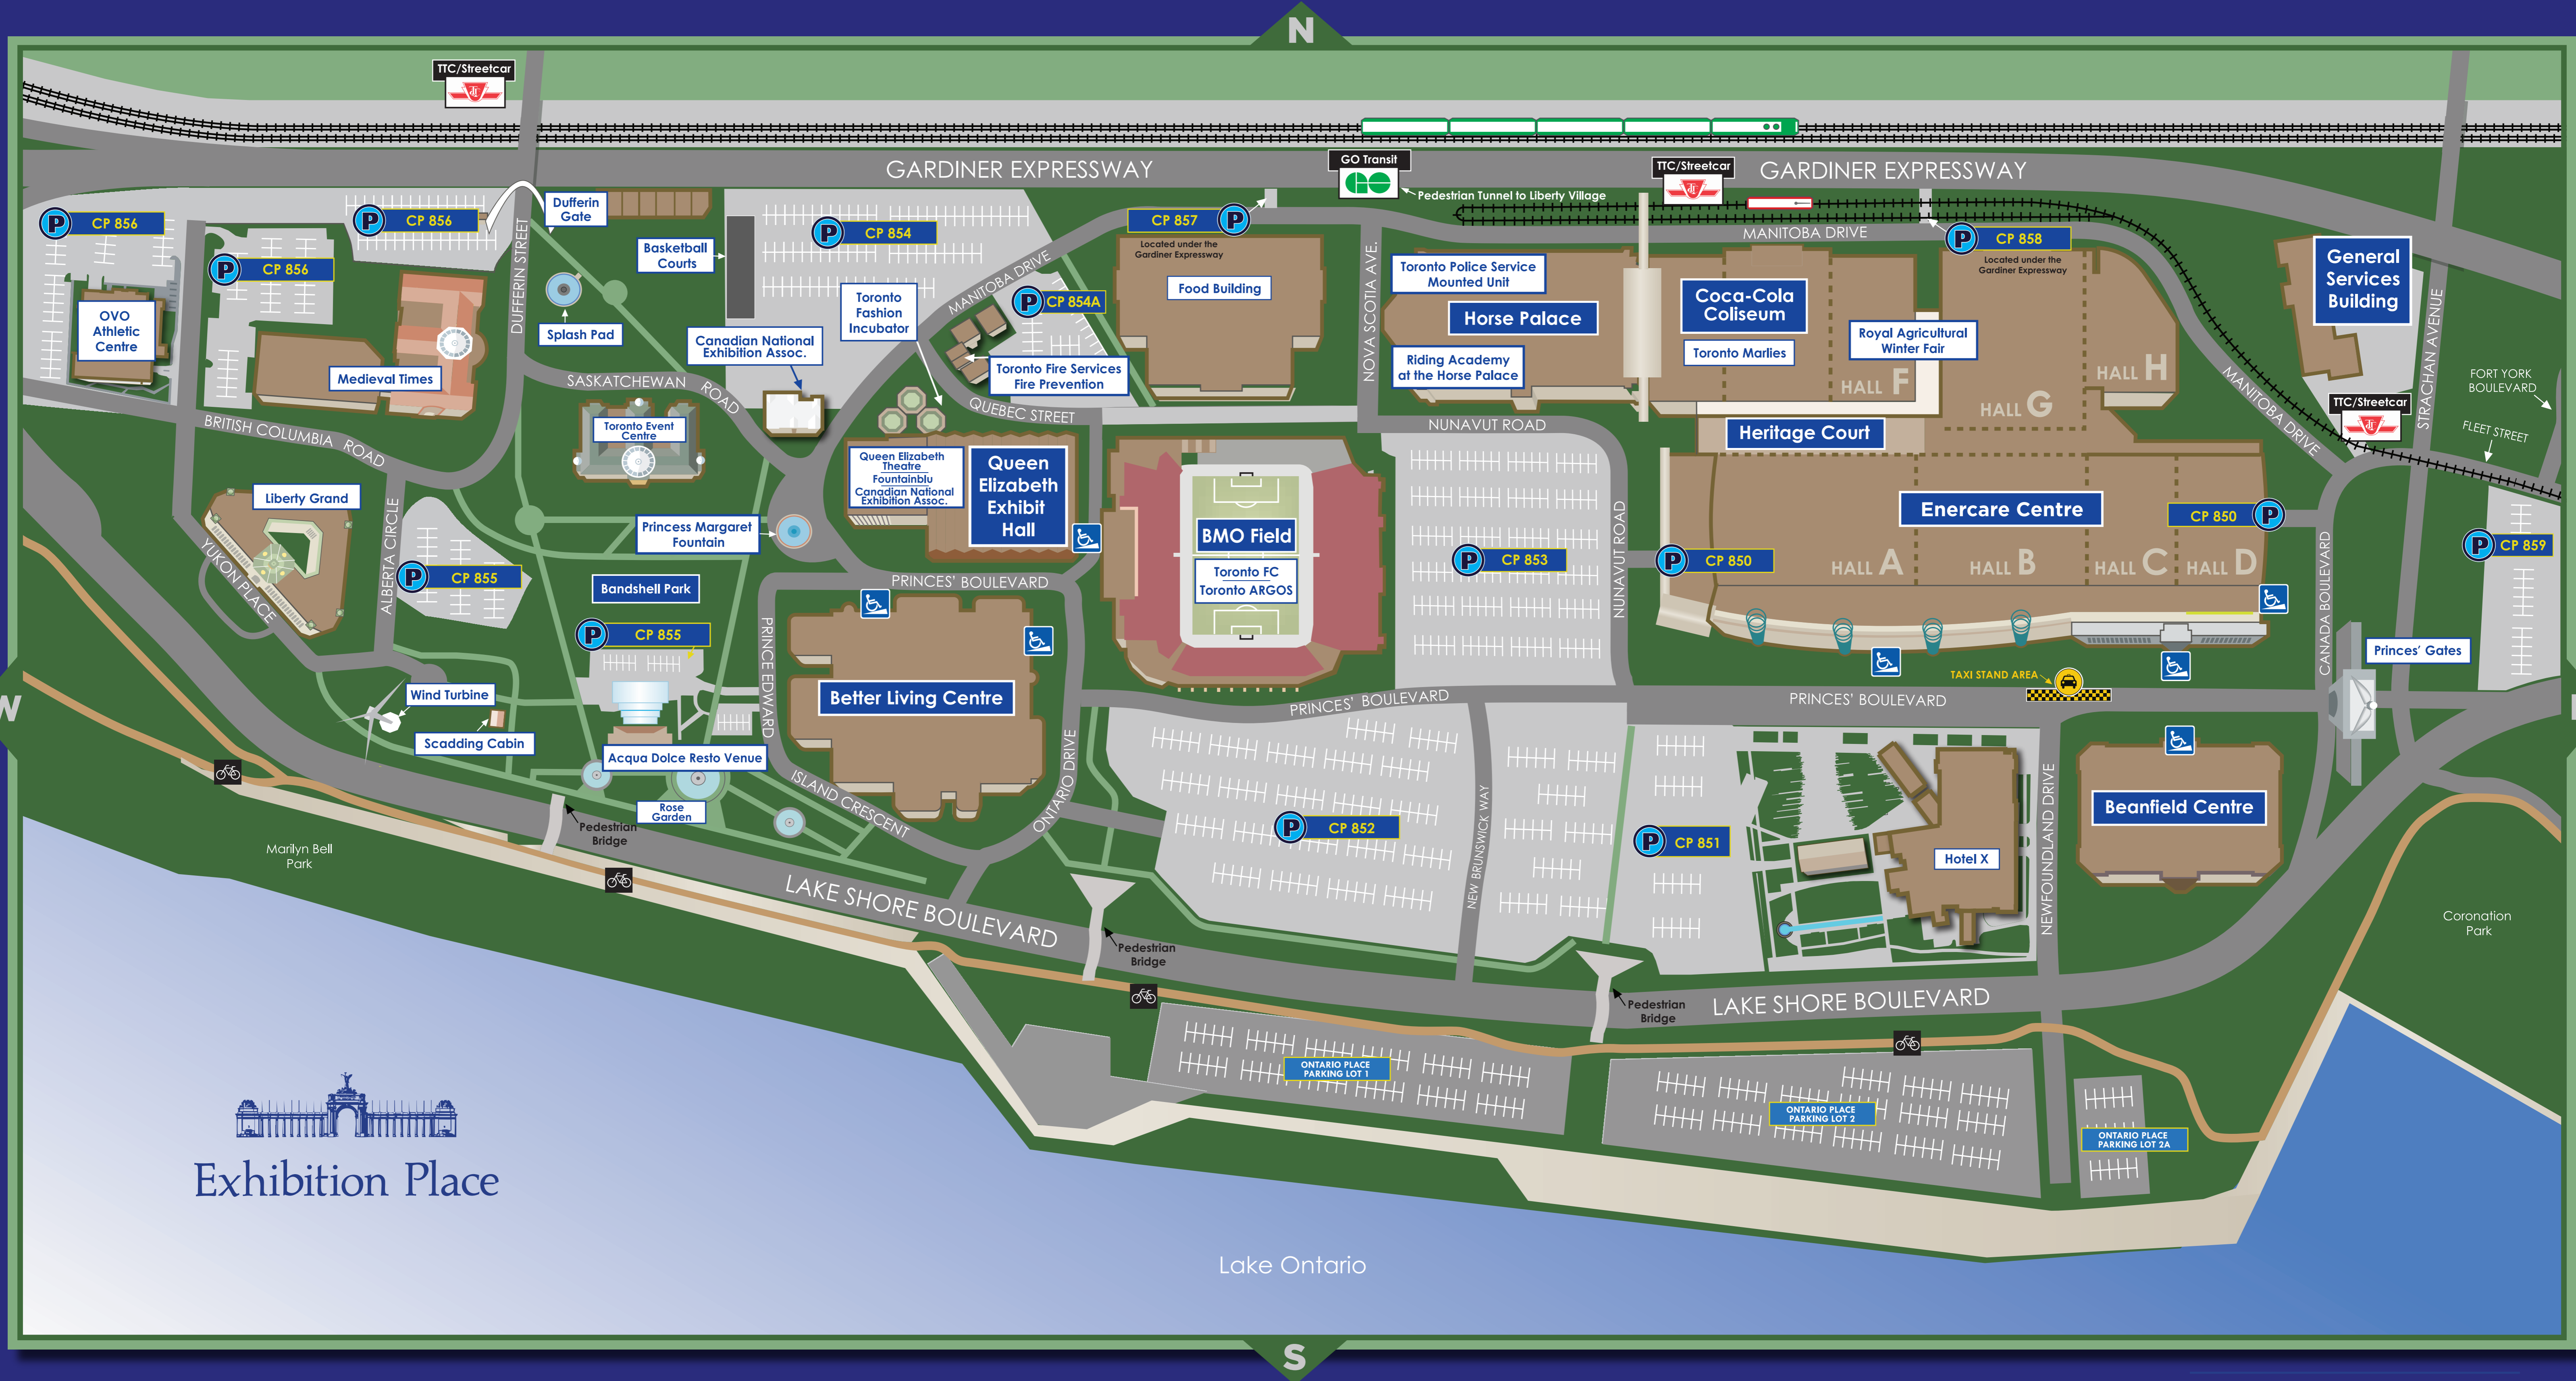 N
TTC/Streetcar
GARDINER EXPRESSWAY
GO Transit
GO
Pedestrian Tunnel to Liberty Village
TTC/Streetcar
GARDINER EXPRESSWAY
P CP 856
P CP 856
P CP 856
DUFFERIN STREET
Dufferin
Gate
Basketball
Courts
P CP 854
MANITOBA DRIVE
CP 857 P
Located under the
Gardiner Expressway
Food Building
P CP 854A
NOVA SCOTIA AVE.
MANITOBA DRIVE
P CP 858
Located under the
Gardiner Expressway
General
Services
Building
OVO
Athletic
Centre
Medieval Times
Splash Pad
Canadian National
Exhibition Assoc.
Toronto
Fashion
Incubator
Toronto Fire Services
Fire Prevention
Toronto Police Service
Mounted Unit
Horse Palace
Riding Academy
at the Horse Palace
Coca-Cola
Coliseum
Toronto Marlies
Royal Agricultural
Winter Fair
HALL F
HALL G
HALL H
MANITOBA DRIVE
STRACHAN AVENUE
FORT YORK
BOULEVARD
TTC/Streetcar
FLEET STREET
SASKATCHEWAN ROAD
QUEBEC STREET
BRITISH COLUMBIA ROAD
Toronto Event
Centre
NUNAVUT ROAD
Heritage Court
Queen Elizabeth
Theatre
Fountainblu
Canadian National
Exhibition Assoc.
Queen
Elizabeth
Exhibit
Hall
Liberty Grand
YUKON PLACE
ALBERTA CIRCLE
P CP 855
Princess Margaret
Fountain
BMO Field
Toronto FC
Toronto ARGOS
P CP 853
NUNAVUT ROAD
P CP 850
Enercare Centre
CP 850 P
HALL A
HALL B
HALL C
HALL D
CANADA BOULEVARD
P CP 859
Bandshell Park
PRINCES' BOULEVARD
P CP 855
PRINCE EDWARD
ISLAND CRESCENT
Better Living Centre
Princes' Gates
TAXI STAND AREA
W
Wind Turbine
Scadding Cabin
PRINCES' BOULEVARD
PRINCES' BOULEVARD
Acqua Dolce Resto Venue
Rose
Garden
ONTARIO DRIVE
P CP 852
NEW BRUNSWICK WAY
P CP 851
Hotel X
NEWFOUNDLAND DRIVE
Beanfield Centre
Pedestrian
Bridge
Marilyn Bell
Park
LAKE SHORE BOULEVARD
Pedestrian
Bridge
Pedestrian
Bridge
LAKE SHORE BOULEVARD
Coronation
Park
ONTARIO PLACE
PARKING LOT 1
ONTARIO PLACE
PARKING LOT 2
ONTARIO PLACE
PARKING LOT 2A
Exhibition Place
Lake Ontario
S